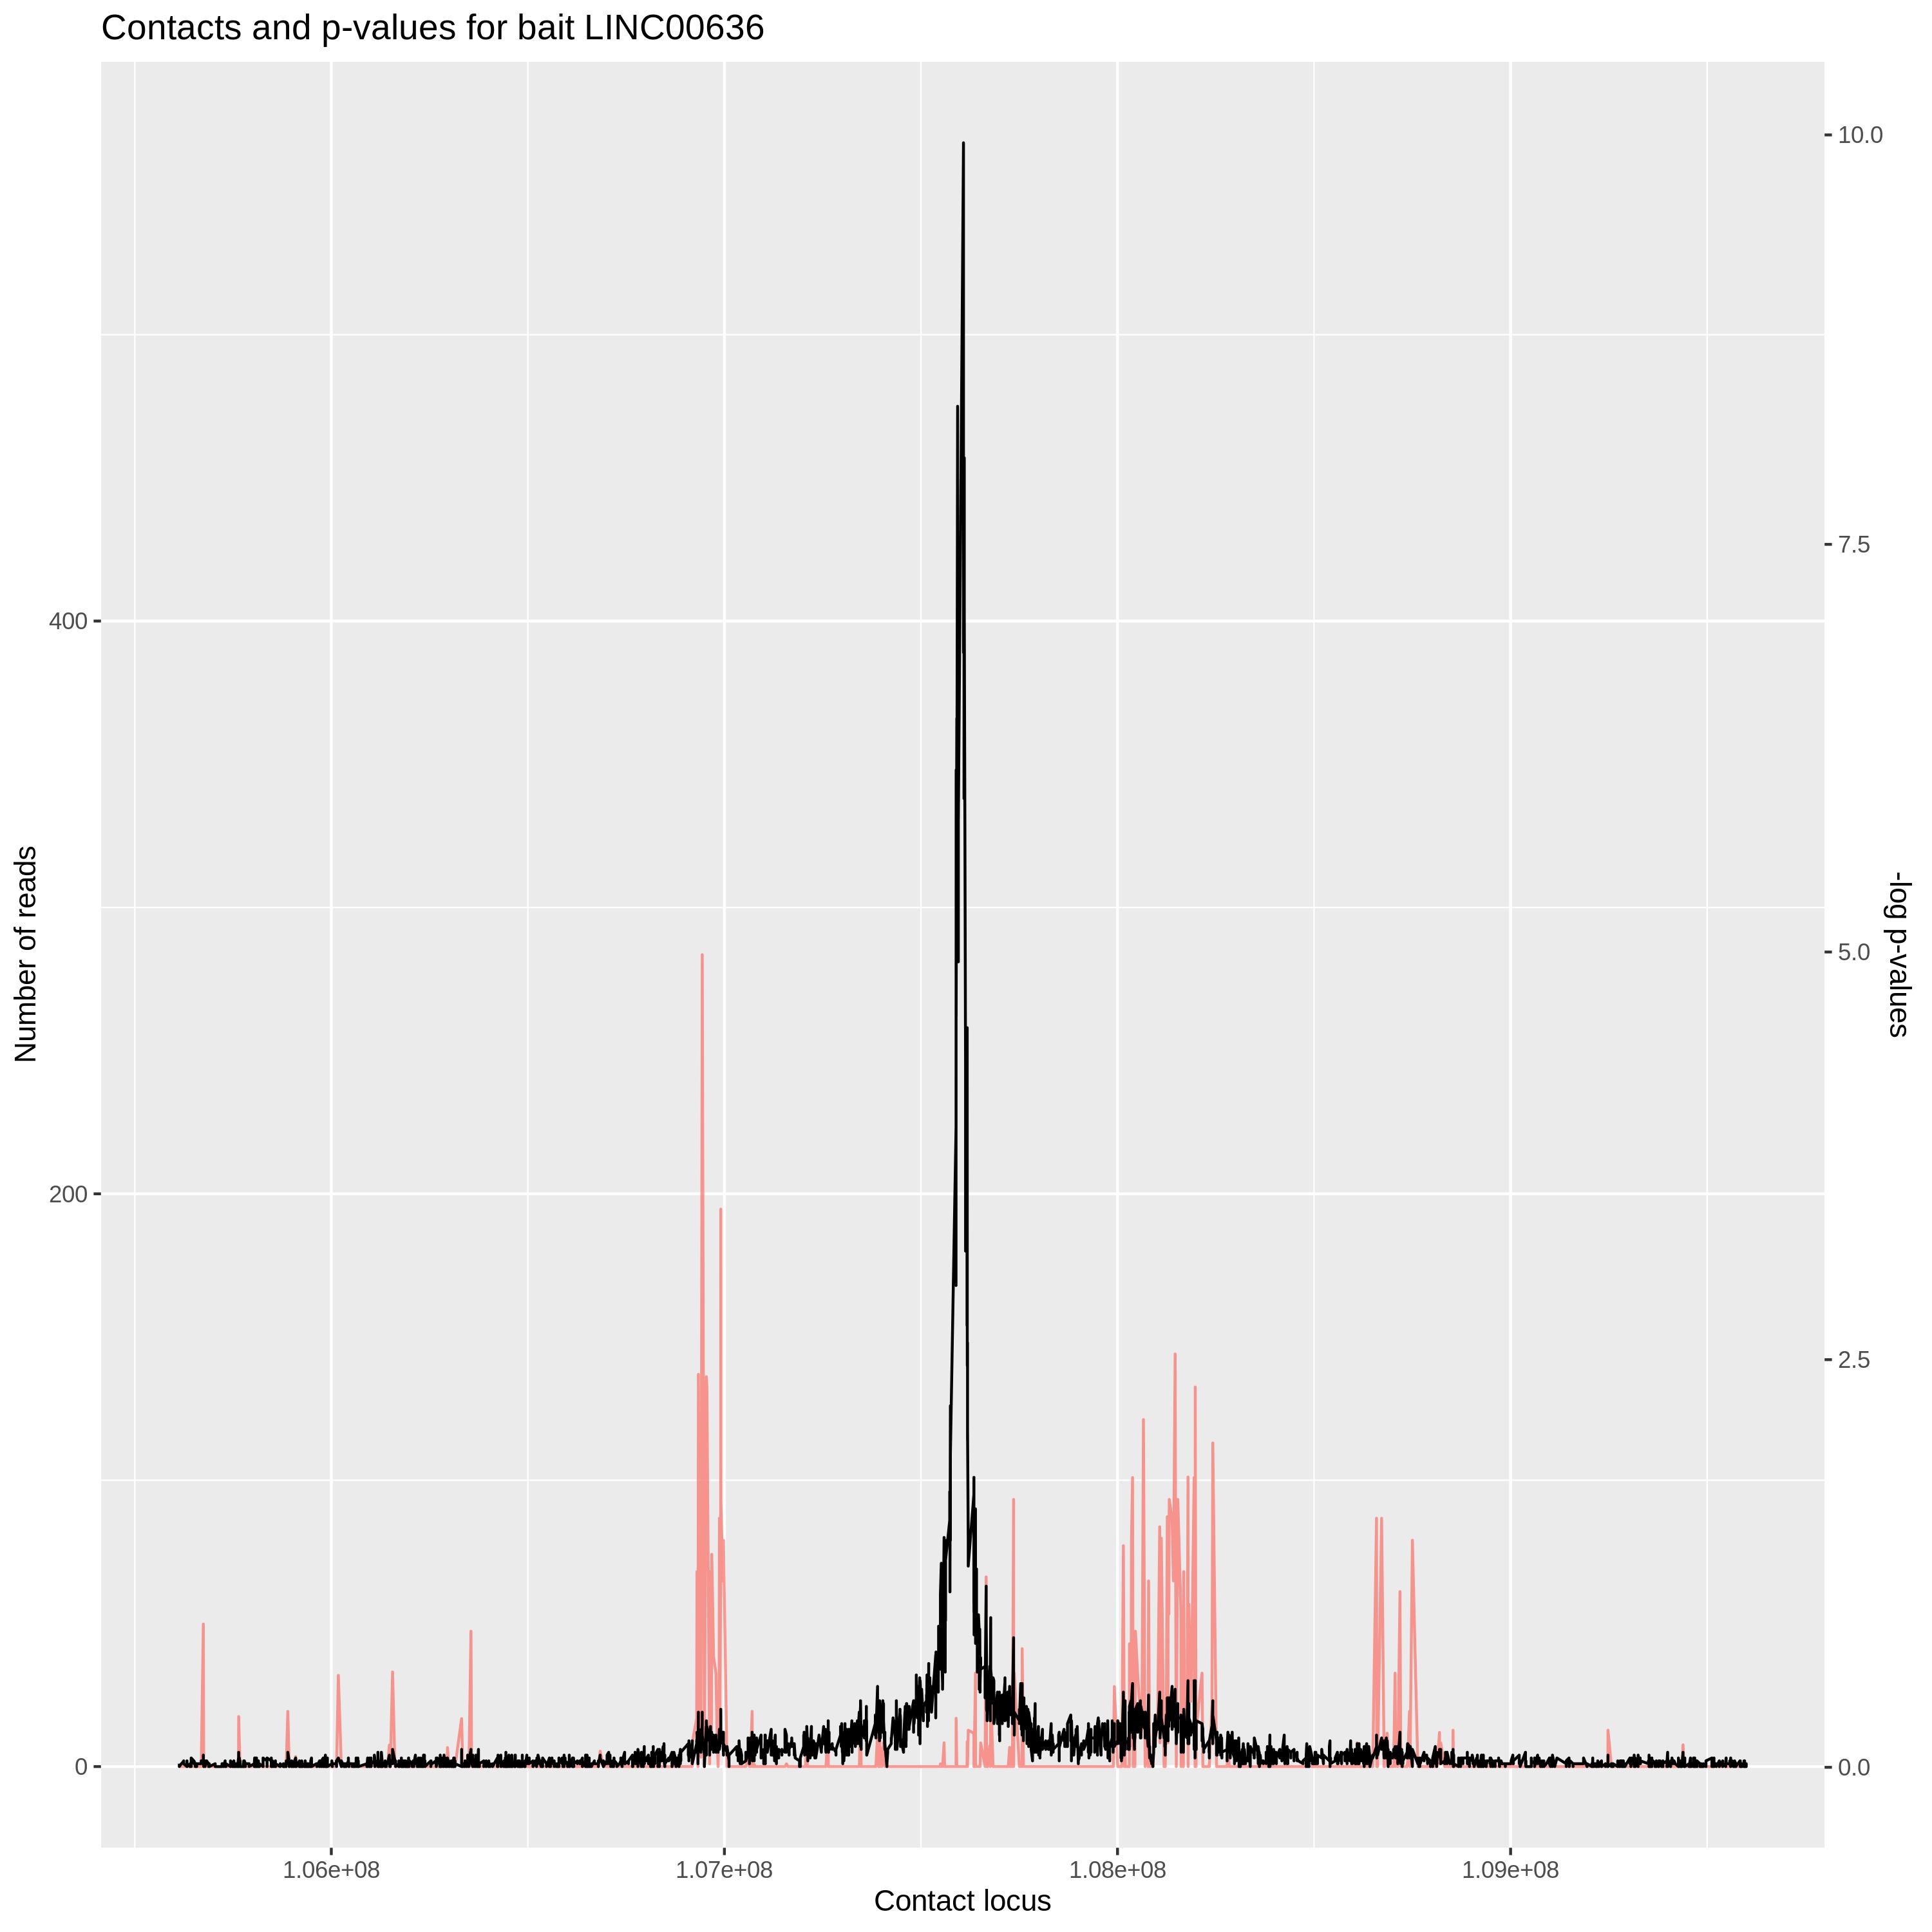 Contacts and p-values for bait LINC00636
10.0
7.5
400
5.0
Number of reads
-log p-values
200
2.5
0
0.0
1.06e+08
1.07e+08
1.08e+08
1.09e+08
Contact locus